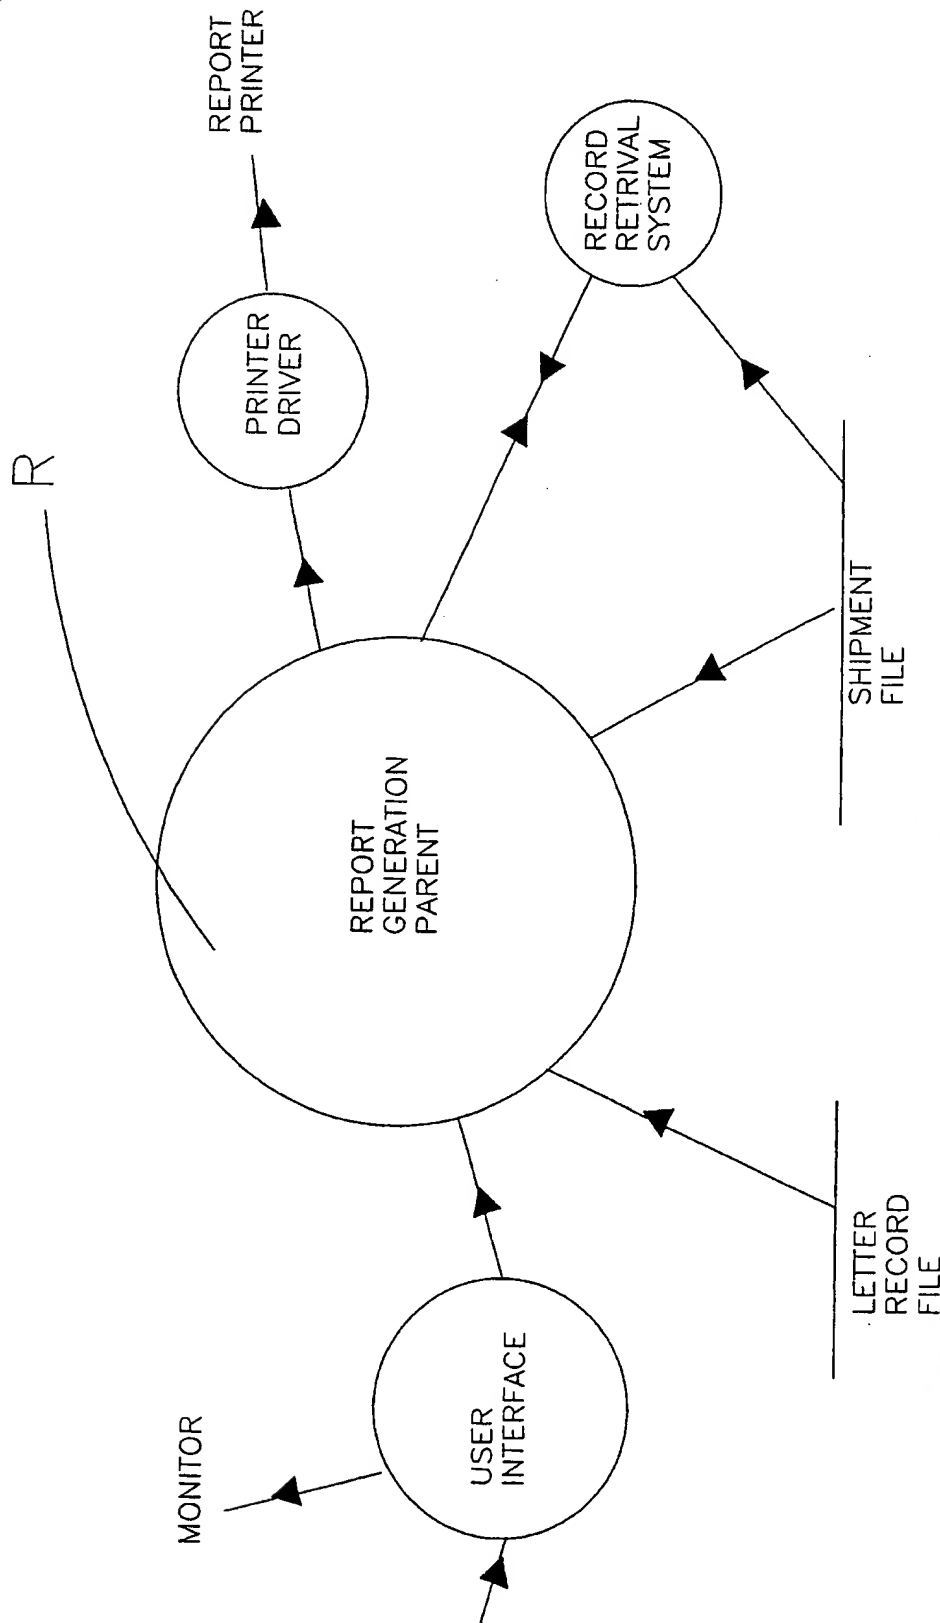 R
REPORT
PRINTER
PRINTER
DRIVER
RECORD
RETRIVAL
SYSTEM
REPORT
GENERATION
PARENT
SHIPMENT
FILE
MONITOR
USER
INTERFACE
LETTER
RECORD
FILE